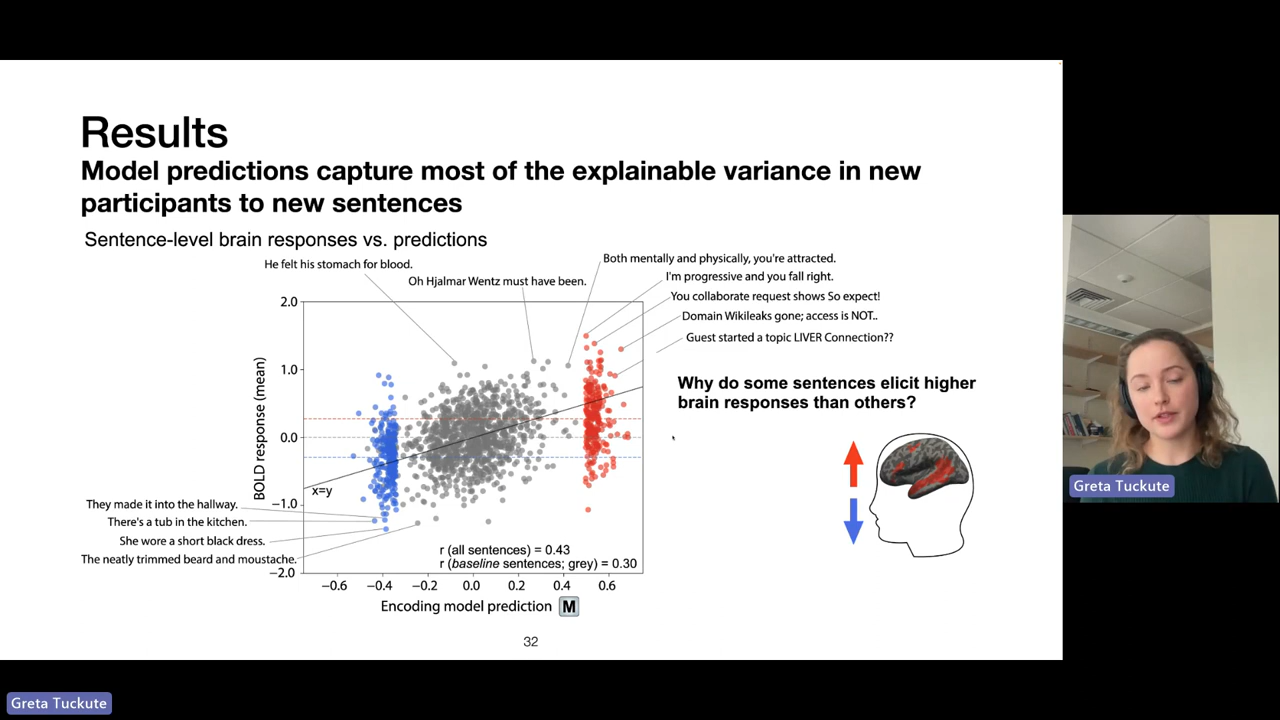 Results
Model predictions capture most of the explainable variance in new
participants to new sentences
Sentence-level brain responses vs. predictions
He felt his stomach for blood.
Oh Hjalmar Wentz must have been.
Both mentally and physically, you're attracted.
I'm progressive and you fall right.
You collaborate request shows So expect!
Domain Wikileaks gone; access is NOT..
Guest started a topic LIVER Connection??
2.0
1.0
0.0
−1.0
−2.0
BOLD response (mean)
x=y
They made it into the hallway.
There's a tub in the kitchen.
She wore a short black dress.
The neatly trimmed beard and moustache.
r (all sentences) = 0.43
r (baseline sentences; grey) = 0.30
−0.6 −0.4 −0.2 0.0 0.2 0.4 0.6
Encoding model prediction M
Why do some sentences elicit higher
brain responses than others?
32
Greta Tuckute
Greta Tuckute